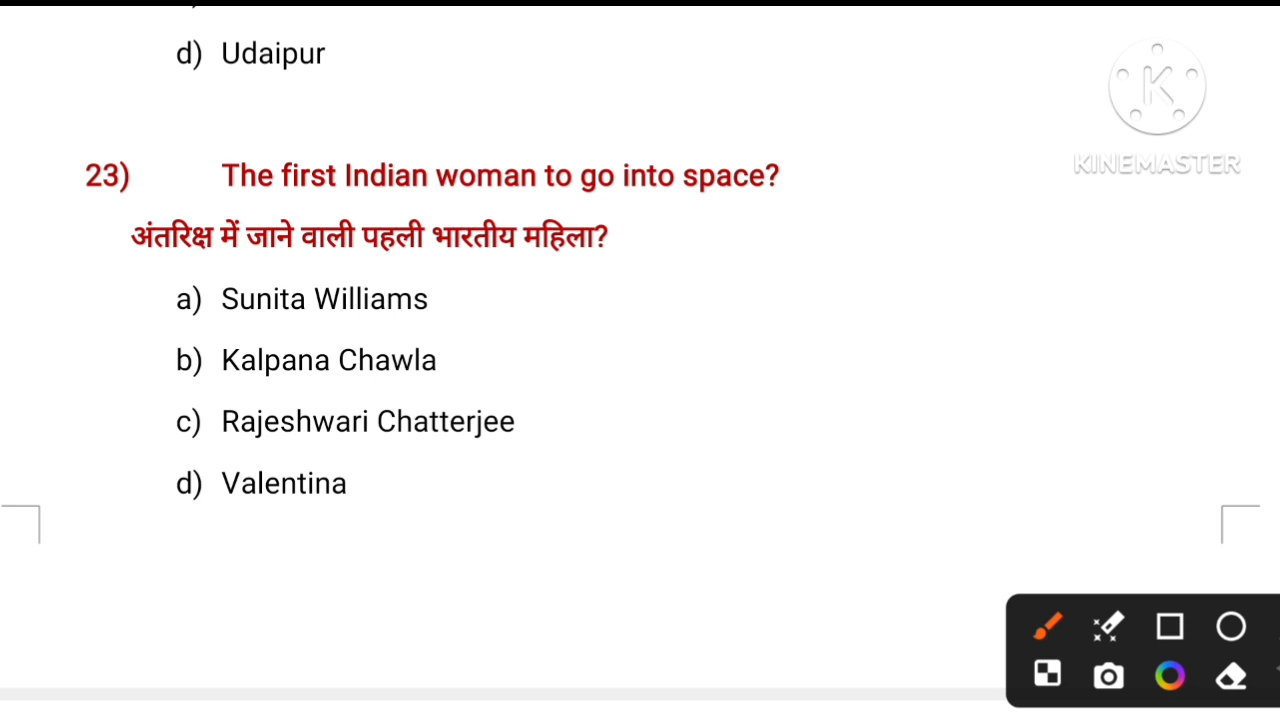 d) Udaipur
KINEMASTER
23) The first Indian woman to go into space?
अंतरिक्ष में जाने वाली पहली भारतीय महिला?
a) Sunita Williams
b) Kalpana Chawla
c) Rajeshwari Chatterjee
d) Valentina